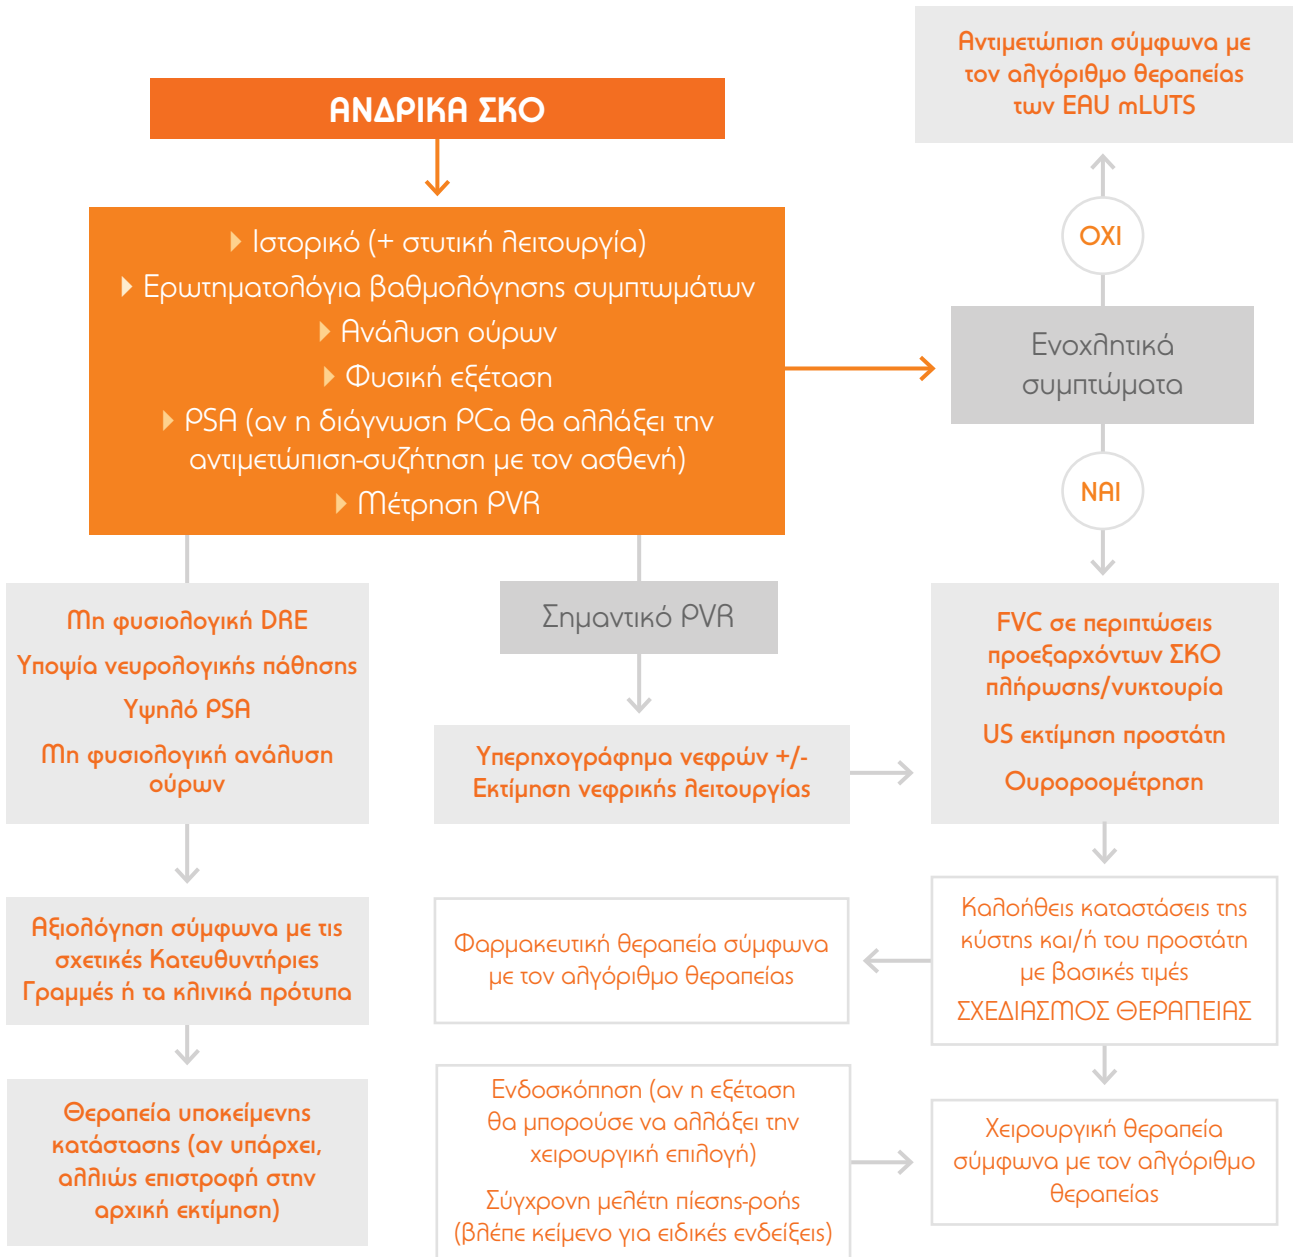 ΑΝΔΡΙΚΑ ΣΚΟ
Ιστορικό (+ στυτική λειτουργία)
Ερωτηματολόγια βαθμολόγησης συμπτωμάτων
Ανάλυση ούρων
Φυσική εξέταση
PSA (αν η διάγνωση PCa θα αλλάξει την
αντιμετώπιση-συζήτηση με τον ασθενή)
Μέτρηση PVR
Αντιμετώπιση σύμφωνα με
τον αλγόριθμο θεραπείας
των EAU mLUTS
ΟΧΙ
Ενοχλητικά
συμπτώματα
ΝΑΙ
Μη φυσιολογική DRE
Υποψία νευρολογικής πάθησης
Υψηλό PSA
Μη φυσιολογική ανάλυση
ούρων
Σημαντικό PVR
Υπερηχογράφημα νεφρών +/-
Εκτίμηση νεφρικής λειτουργίας
FVC σε περιπτώσεις
προεξαρχόντων ΣΚΟ
πλήρωσης/νυκτουρία
US εκτίμηση προστάτη
Ουροροομέτρηση
Αξιολόγηση σύμφωνα με τις
σχετικές Κατευθυντήριες
Γραμμές ή τα κλινικά πρότυπα
Φαρμακευτική θεραπεία σύμφωνα
με τον αλγόριθμο θεραπείας
Καλοήθεις καταστάσεις της
κύστης και/ή του προστάτη
με βασικές τιμές
ΣΧΕΔΙΑΣΜΟΣ ΘΕΡΑΠΕΙΑΣ
Θεραπεία υποκείμενης
κατάστασης (αν υπάρχει,
αλλιώς επιστροφή στην
αρχική εκτίμηση)
Ενδοσκόπηση (αν η εξέταση
θα μπορούσε να αλλάξει την
χειρουργική επιλογή)
Σύγχρονη μελέτη πίεσης-ροής
(βλέπε κείμενο για ειδικές ενδείξεις)
Χειρουργική θεραπεία
σύμφωνα με τον αλγόριθμο
θεραπείας